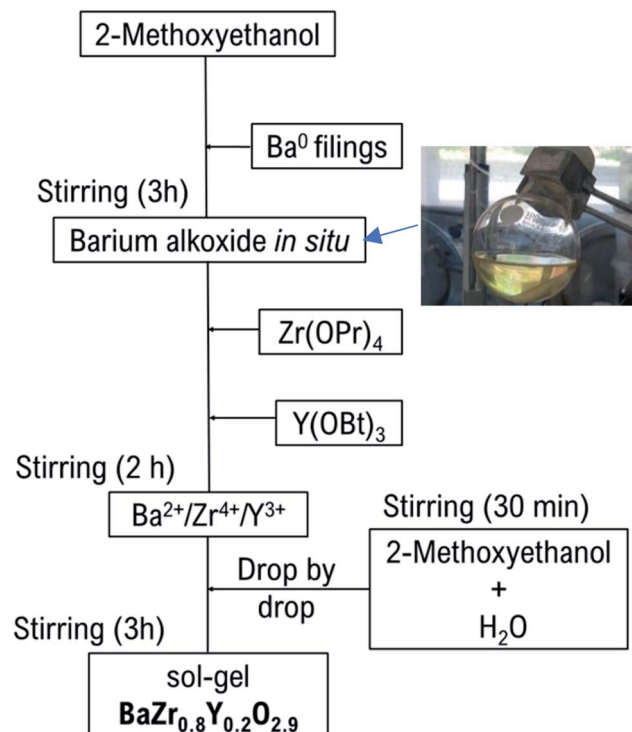 2-Methoxyethanol
Ba⁰ filings
Stirring (3h)
Barium alkoxide in situ
Zr(OPr)₄
Y(OBt)₃
Stirring (2 h)
Ba²⁺/Zr⁴⁺/Y³⁺
Stirring (30 min)
2-Methoxyethanol
+
H₂O
Drop by
drop
Stirring (3h)
sol-gel
BaZr₀.₈Y₀.₂O₂.₉